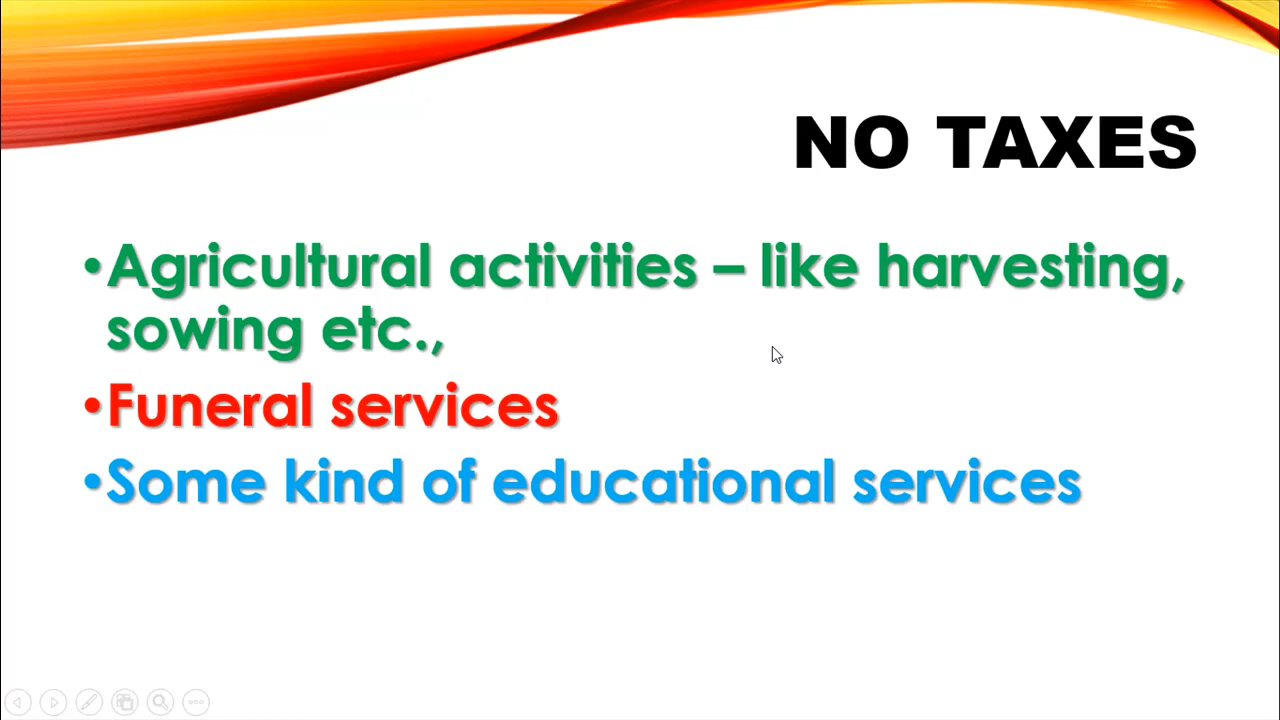 NO TAXES
•Agricultural activities – like harvesting,
sowing etc.,
•Funeral services
•Some kind of educational services